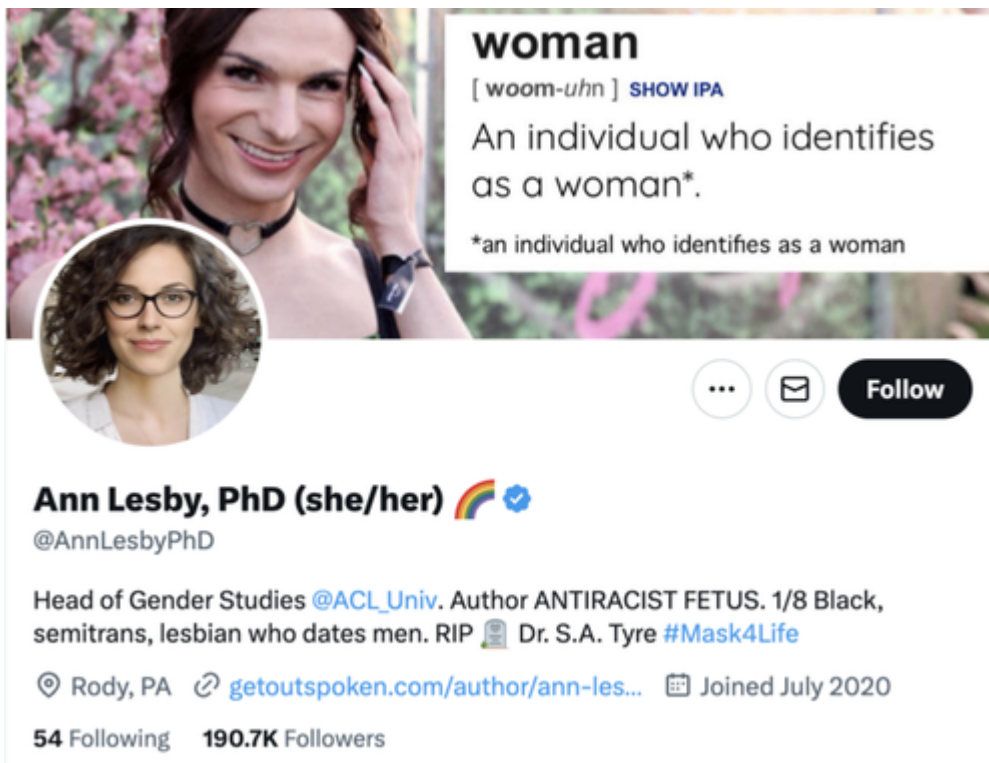 woman
[ woom-uhn ] SHOW IPA
An individual who identifies
as a woman*.
*an individual who identifies as a woman
Follow
Ann Lesby, PhD (she/her) 🌈
@AnnLesbyPhD
Head of Gender Studies @ACL_Univ. Author ANTIRACIST FETUS. 1/8 Black,
semitrans, lesbian who dates men. RIP 🪦 Dr. S.A. Tyre #Mask4Life
Rody, PA getoutspoken.com/author/ann-les... Joined July 2020
54 Following 190.7K Followers